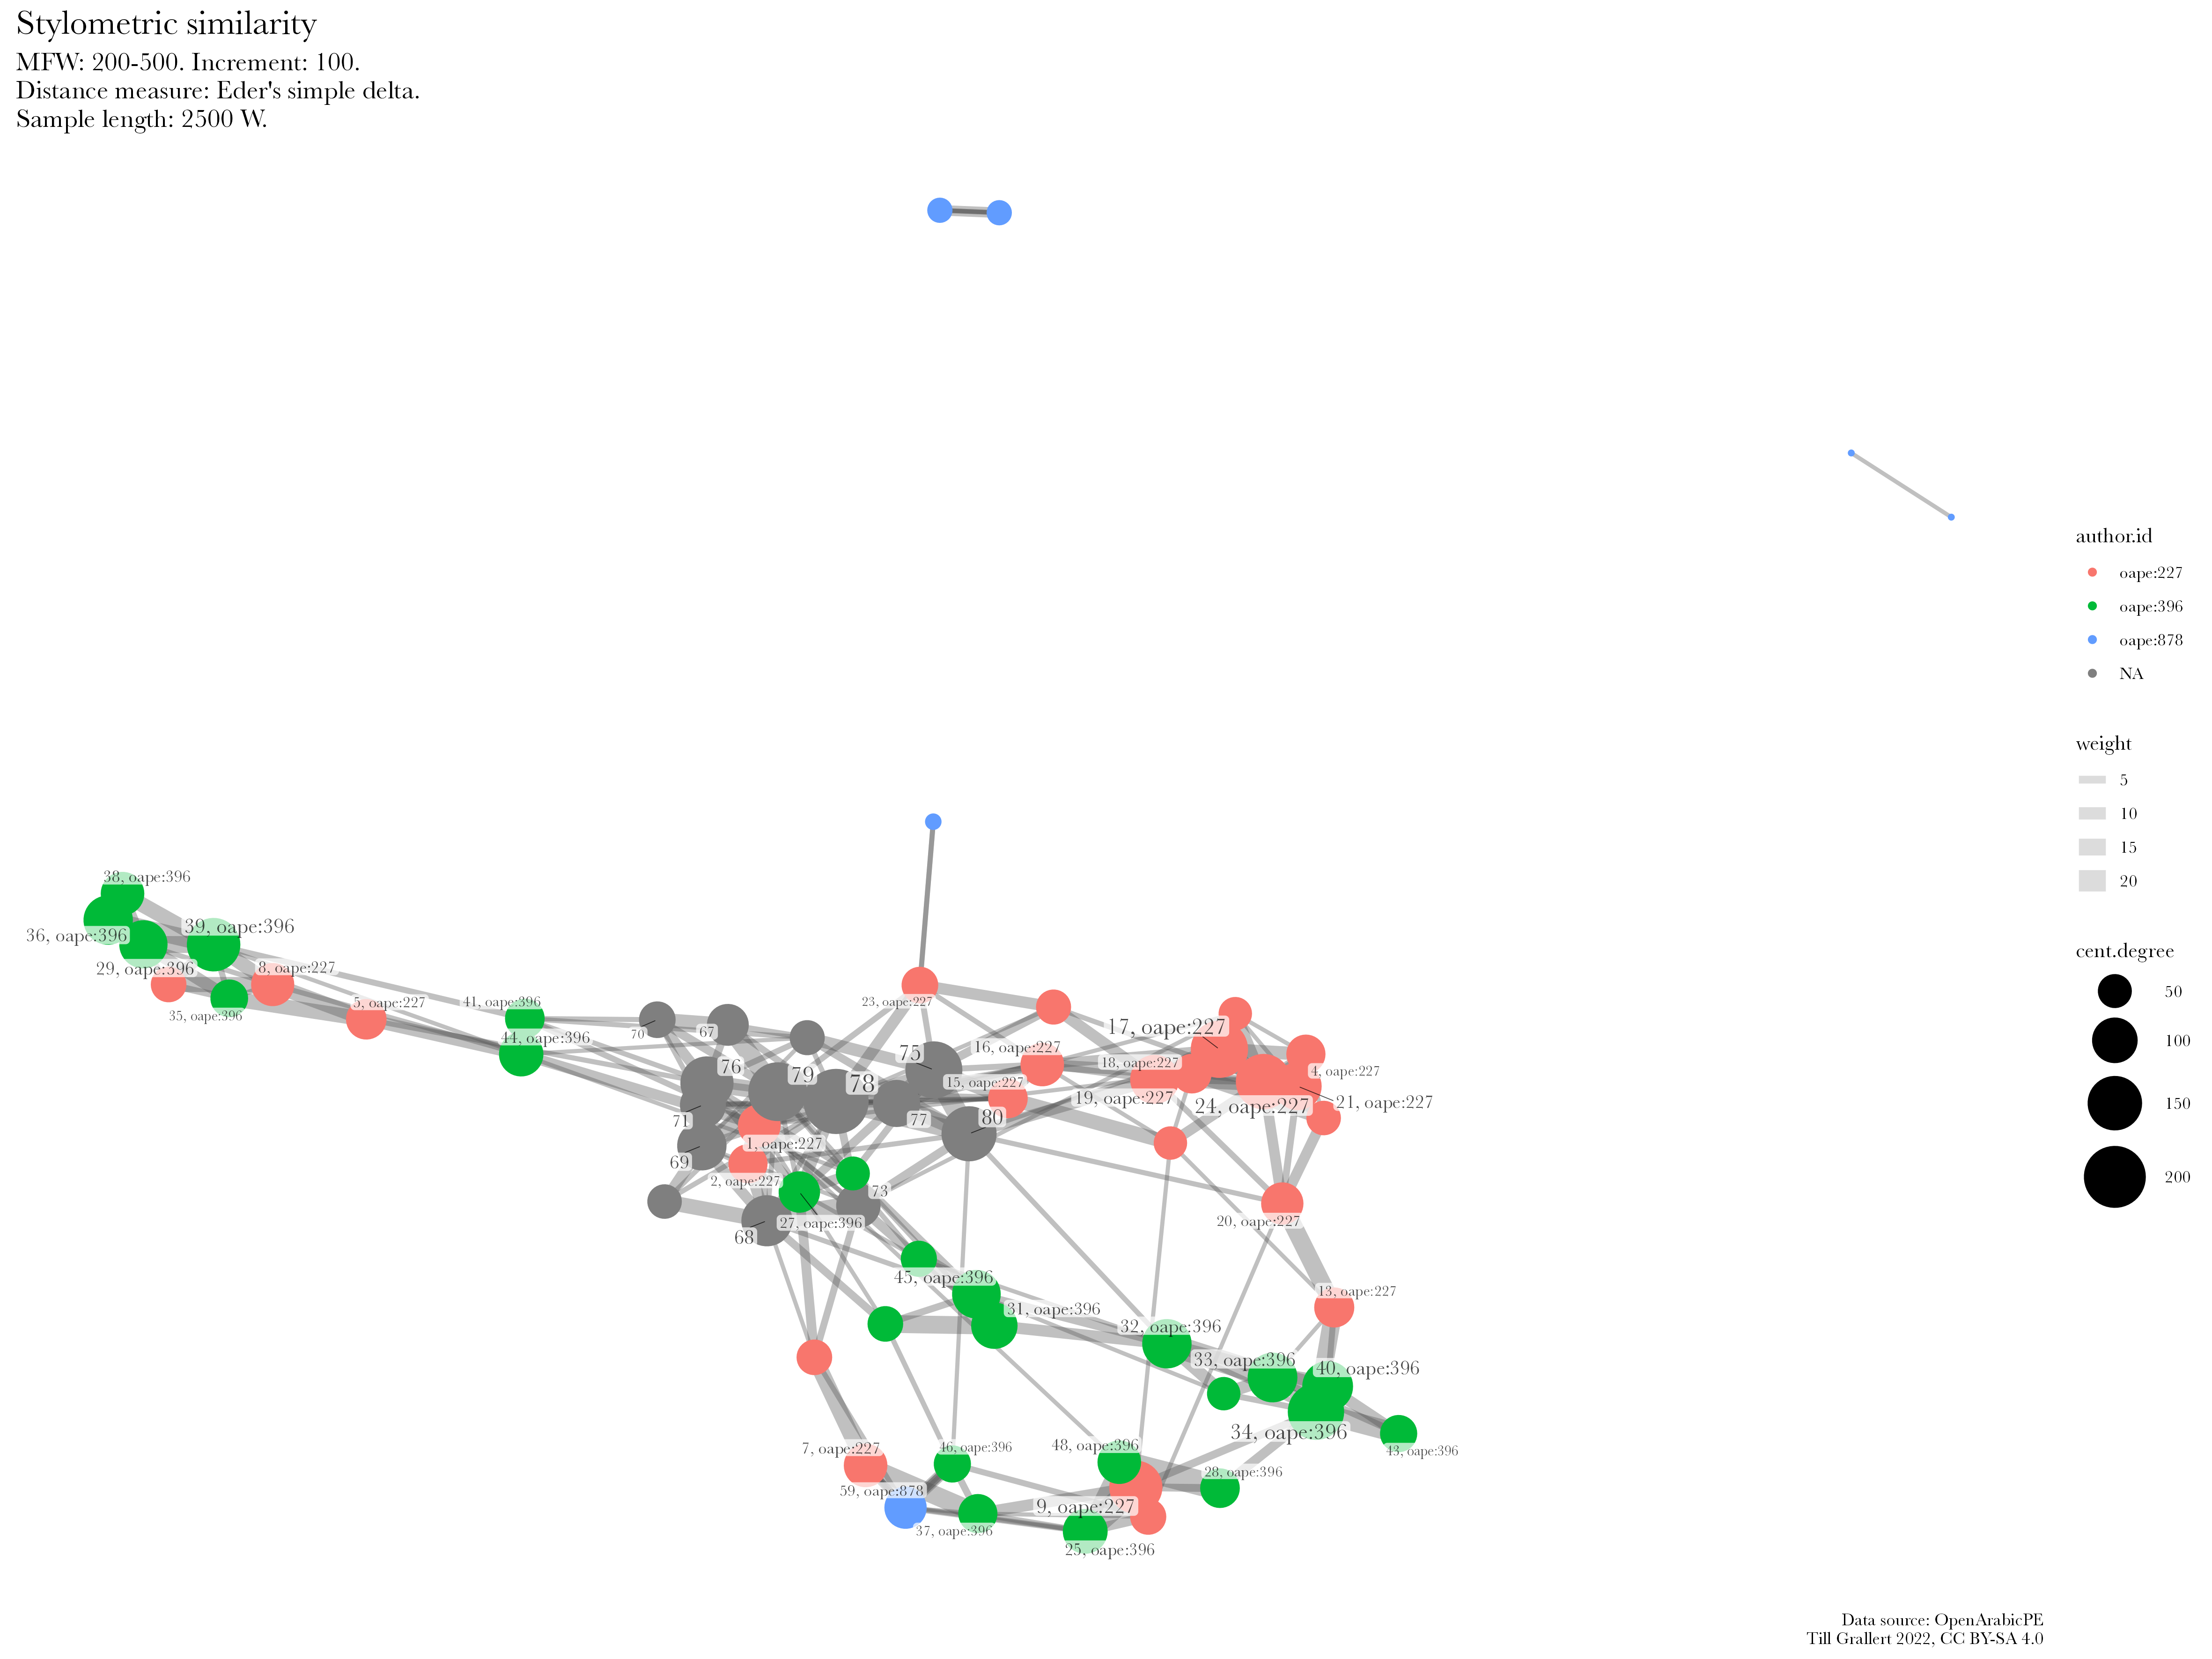 Stylometric similarity
MFW: 200-500. Increment: 100.
Distance measure: Eder's simple delta.
Sample length: 2500 W.
author.id
oape:227
oape:396
oape:878
NA
weight
5
10
15
20
cent.degree
50
100
150
200
38, oape:396
39, oape:396
36, oape:396
29, oape:396
8, oape:227
35, oape:396
5, oape:227
41, oape:396
44, oape:396
23, oape:227
70
67
17, oape:227
75
16, oape:227
76
79
78
18, oape:227
4, oape:227
15, oape:227
19, oape:227
24, oape:227
21, oape:227
71
77
80
1, oape:227
69
2, oape:227
73
27, oape:396
68
20, oape:227
45, oape:396
13, oape:227
31, oape:396
32, oape:396
33, oape:396
40, oape:396
34, oape:396
43, oape:396
7, oape:227
46, oape:396
48, oape:396
28, oape:396
59, oape:878
9, oape:227
37, oape:396
25, oape:396
Data source: OpenArabicPE
Till Grallert 2022, CC BY-SA 4.0